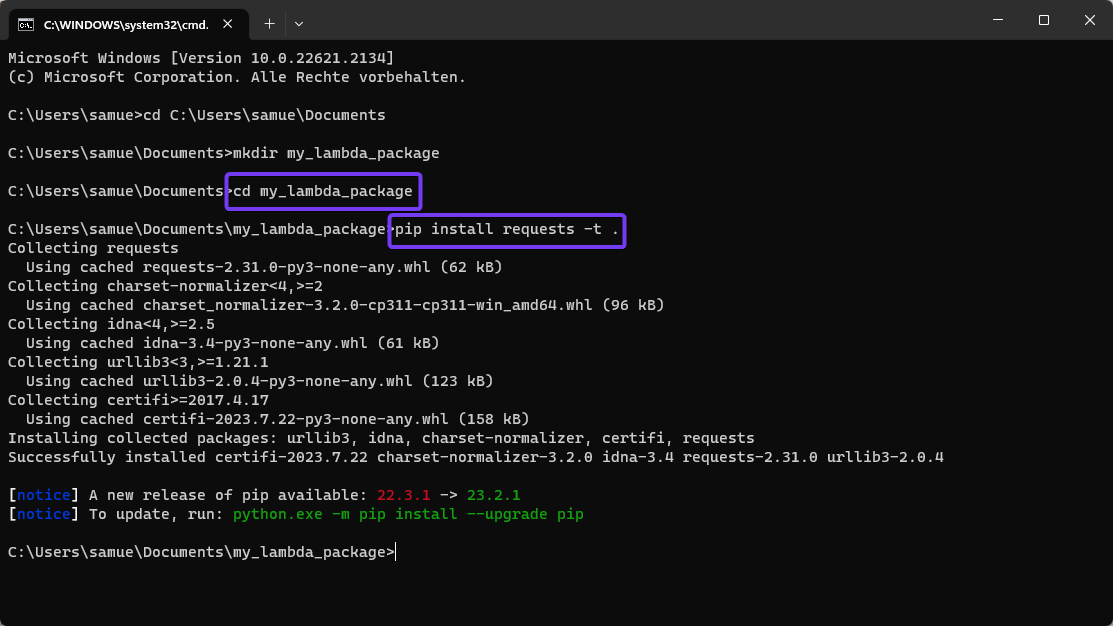 C:\WINDOWS\system32\cmd.
Microsoft Windows [Version 10.0.22621.2134]
(c) Microsoft Corporation. Alle Rechte vorbehalten.
C:\Users\samue>cd C:\Users\samue\Documents
C:\Users\samue\Documents>mkdir my_lambda_package
C:\Users\samue\Documents>cd my_lambda_package
C:\Users\samue\Documents\my_lambda_package>pip install requests -t .
Collecting requests
  Using cached requests-2.31.0-py3-none-any.whl (62 kB)
Collecting charset-normalizer<4,>=2
  Using cached charset_normalizer-3.2.0-cp311-cp311-win_amd64.whl (96 kB)
Collecting idna<4,>=2.5
  Using cached idna-3.4-py3-none-any.whl (61 kB)
Collecting urllib3<3,>=1.21.1
  Using cached urllib3-2.0.4-py3-none-any.whl (123 kB)
Collecting certifi>=2017.4.17
  Using cached certifi-2023.7.22-py3-none-any.whl (158 kB)
Installing collected packages: urllib3, idna, charset-normalizer, certifi, requests
Successfully installed certifi-2023.7.22 charset-normalizer-3.2.0 idna-3.4 requests-2.31.0 urllib3-2.0.4
[notice] A new release of pip available: 22.3.1 -> 23.2.1
[notice] To update, run: python.exe -m pip install --upgrade pip
C:\Users\samue\Documents\my_lambda_package>